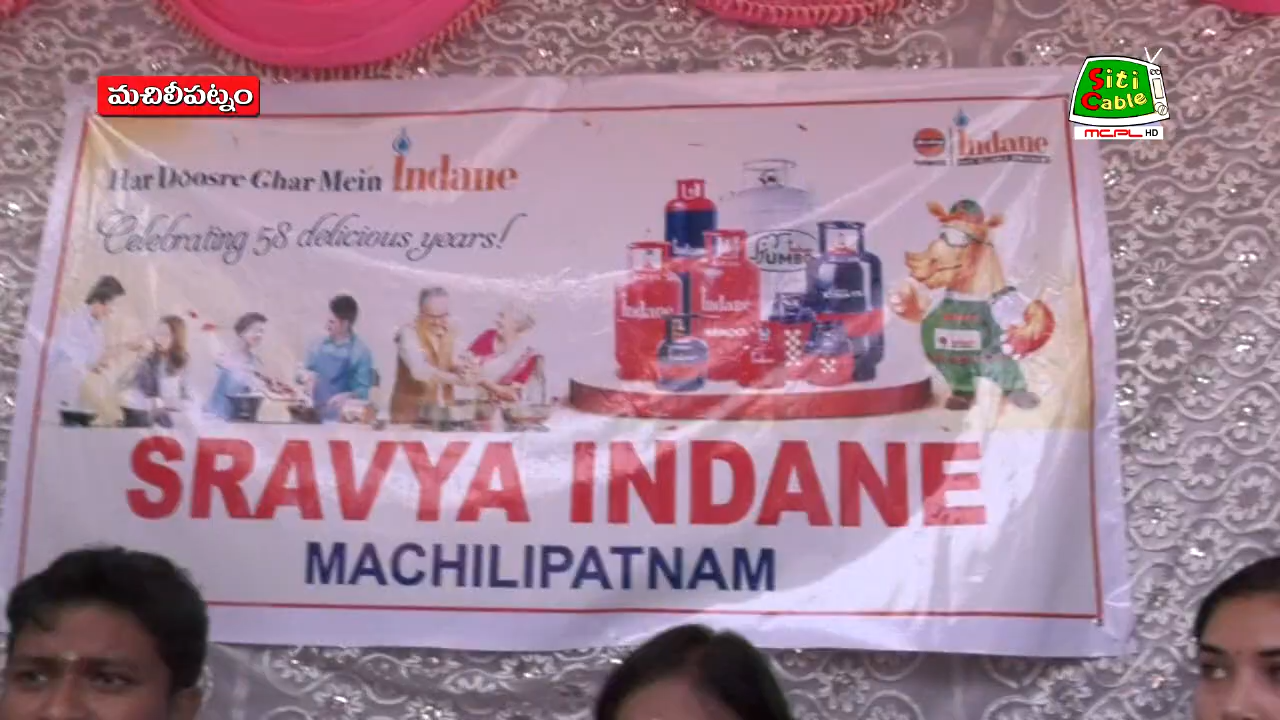 మచిలీపట్నం
Siti
Cable
MCPL HD
Har Doosre Ghar Mein Indane
Indane
Celebrating 58 delicious years!
JUMBO
Indane
Indane
SRAVYA INDANE
MACHILIPATNAM